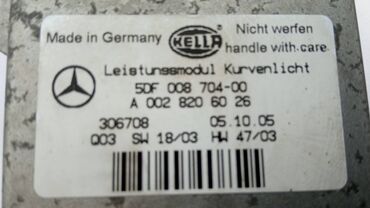 Made in Germany
HELLA
Nicht werfen
handle with care
Leistungsmodul Kurvenlicht
5DF 008 704-00
A 002 820 60 26
306708 05.10.05
Q03 SW 18/03 HW 47/03